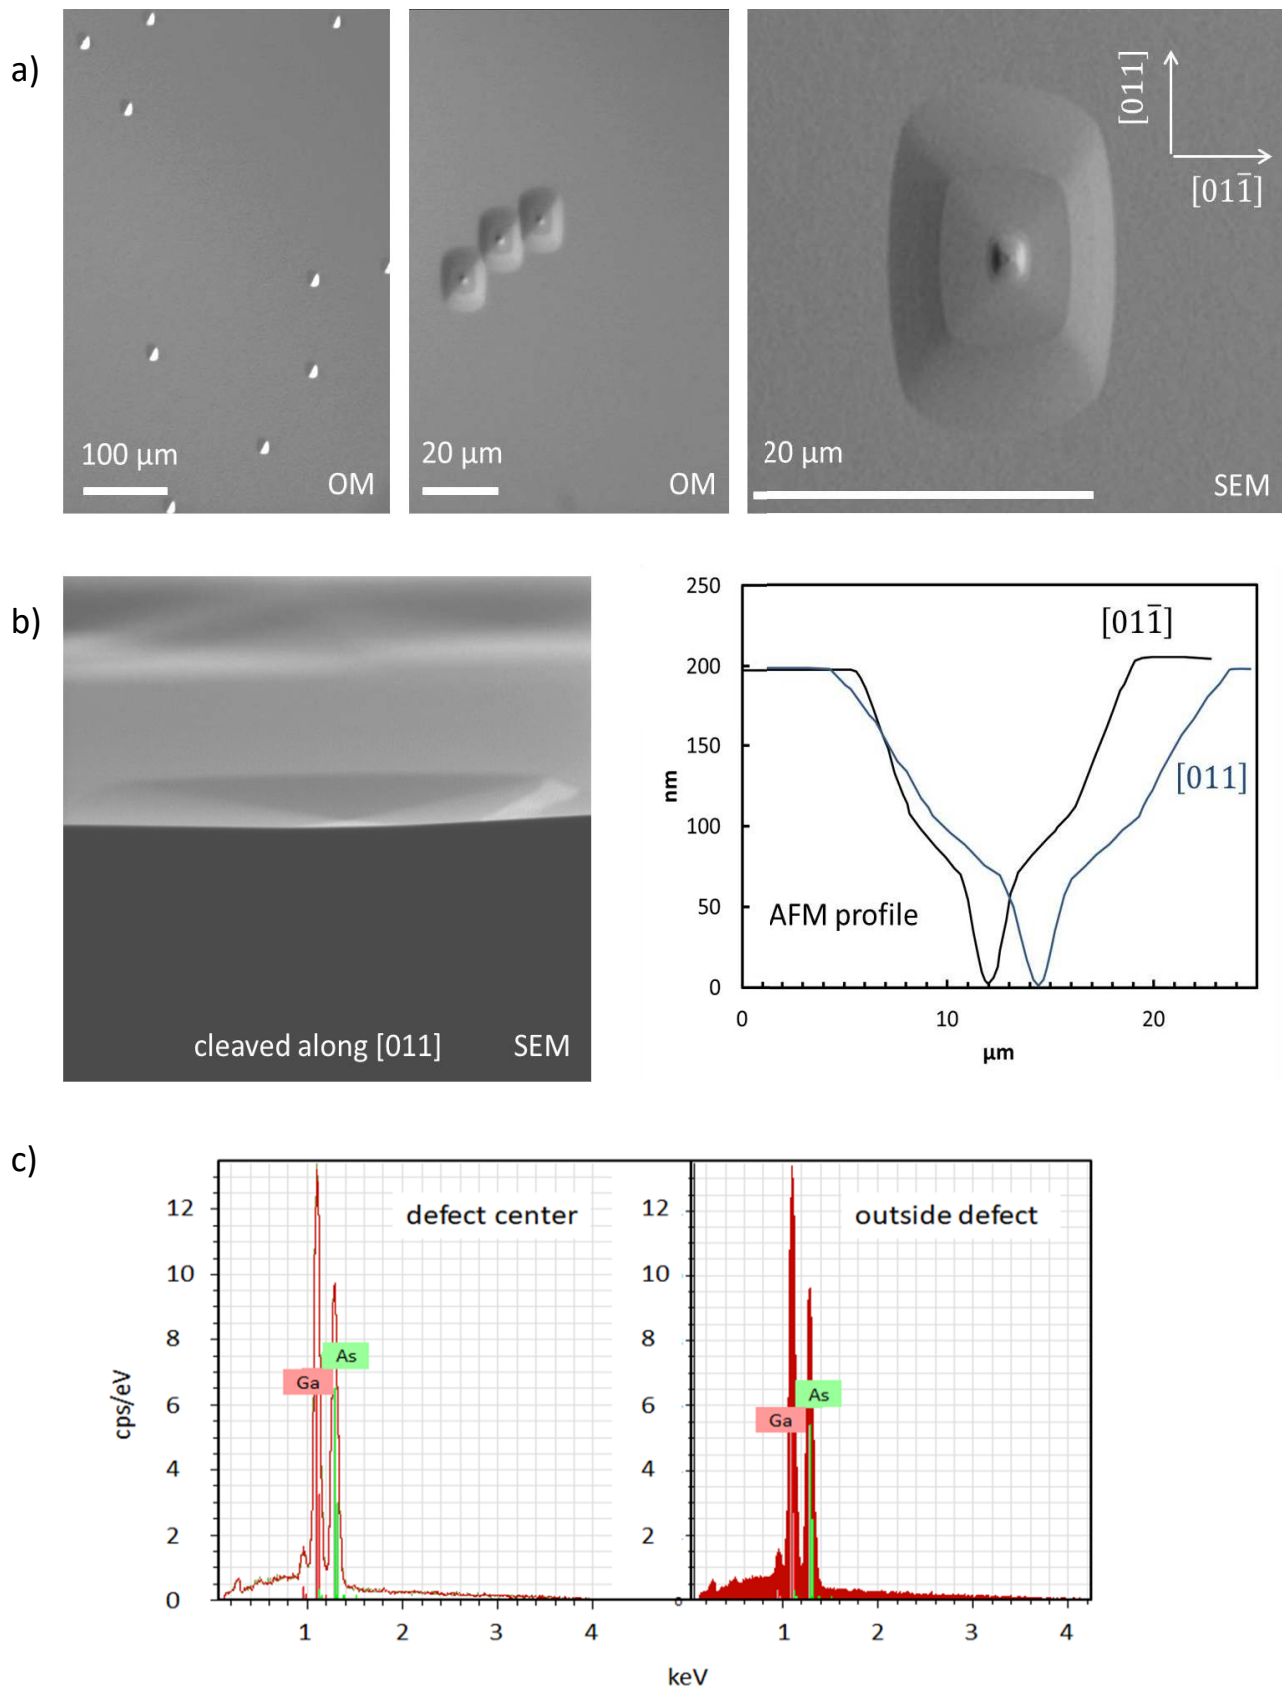 a)
100 μm
OM
20 μm
OM
[011]
[011̅]
20 μm
SEM
b)
cleaved along [011]
SEM
250
200
150
100
50
0
nm
[011̅]
[011]
AFM profile
0
10
20
μm
c)
12
10
8
6
4
2
0
cps/eV
defect center
As
Ga
1
2
3
4
12
10
8
6
4
2
0
outside defect
As
Ga
1
2
3
4
keV